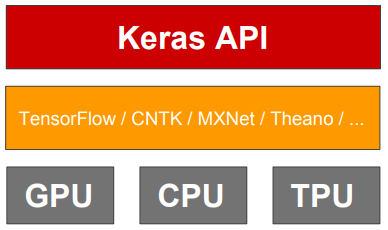 Keras API
TensorFlow / CNTK / MXNet / Theano / ...
GPU CPU TPU